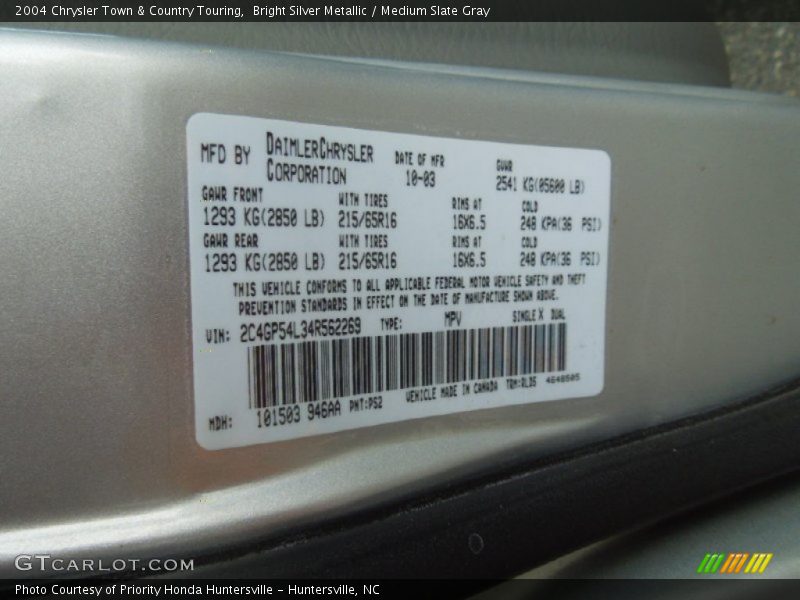 2004 Chrysler Town & Country Touring, Bright Silver Metallic / Medium Slate Gray
MFD BY DAIMLERCHRYSLER CORPORATION DATE OF MFR 10-03 GVWR 2541 KG(05600 LB)
GAWR FRONT WITH TIRES RIMS AT COLD
1293 KG(2850 LB) 215/65R16 16X6.5 248 KPA(36 PSI)
GAWR REAR WITH TIRES RIMS AT COLD
1293 KG(2850 LB) 215/65R16 16X6.5 248 KPA(36 PSI)
THIS VEHICLE CONFORMS TO ALL APPLICABLE FEDERAL MOTOR VEHICLE SAFETY AND THEFT
PREVENTION STANDARDS IN EFFECT ON THE DATE OF MANUFACTURE SHOWN ABOVE.
VIN: 2C4GP54L34R562269 TYPE: MPV SINGLE X DUAL
MDH: 101503 946AA PNT:PS2 VEHICLE MADE IN CANADA TRM:RLD5
GTCARLOT.COM
Photo Courtesy of Priority Honda Huntersville - Huntersville, NC